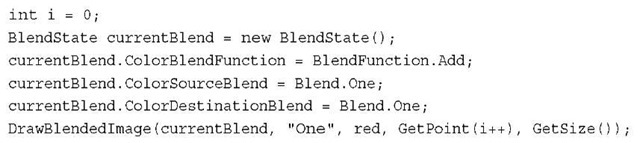 int i = 0;
BlendState currentBlend = new BlendState();
currentBlend.ColorBlendFunction = BlendFunction.Add;
currentBlend.ColorSourceBlend = Blend.One;
currentBlend.ColorDestinationBlend = Blend.One;
DrawBlendedImage(currentBlend, "One", red, GetPoint(i++), GetSize());